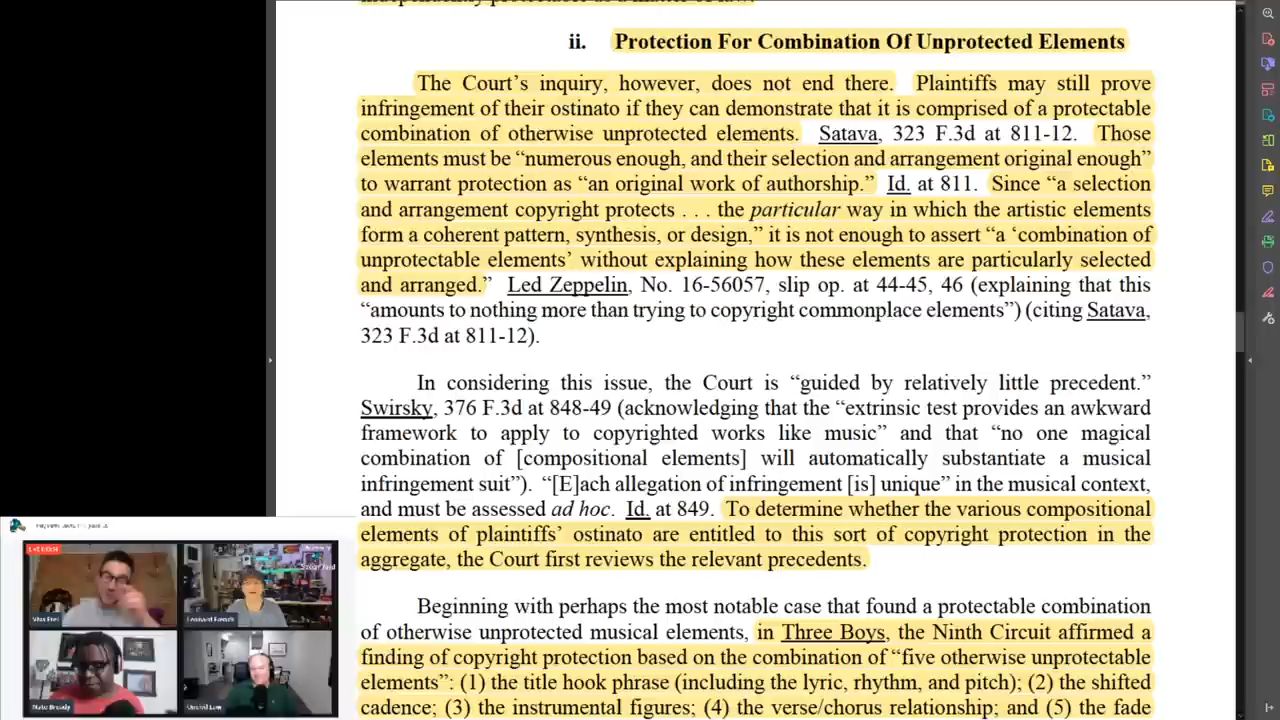 ii. Protection For Combination Of Unprotected Elements
The Court's inquiry, however, does not end there. Plaintiffs may still prove
infringement of their ostinato if they can demonstrate that it is comprised of a protectable
combination of otherwise unprotected elements. Satava, 323 F.3d at 811-12. Those
elements must be “numerous enough, and their selection and arrangement original enough”
to warrant protection as “an original work of authorship.” Id. at 811. Since “a selection
and arrangement copyright protects . . . the particular way in which the artistic elements
form a coherent pattern, synthesis, or design,” it is not enough to assert “a ‘combination of
unprotectable elements’ without explaining how these elements are particularly selected
and arranged.” Led Zeppelin, No. 16-56057, slip op. at 44-45, 46 (explaining that this
“amounts to nothing more than trying to copyright commonplace elements”) (citing Satava,
323 F.3d at 811-12).
In considering this issue, the Court is “guided by relatively little precedent.”
Swirsky, 376 F.3d at 848-49 (acknowledging that the “extrinsic test provides an awkward
framework to apply to copyrighted works like music” and that “no one magical
combination of [compositional elements] will automatically substantiate a musical
infringement suit”). “[E]ach allegation of infringement [is] unique” in the musical context,
and must be assessed ad hoc. Id. at 849. To determine whether the various compositional
elements of plaintiffs’ ostinato are entitled to this sort of copyright protection in the
aggregate, the Court first reviews the relevant precedents.
Beginning with perhaps the most notable case that found a protectable combination
of otherwise unprotected musical elements, in Three Boys, the Ninth Circuit affirmed a
finding of copyright protection based on the combination of “five otherwise unprotectable
elements”: (1) the title hook phrase (including the lyric, rhythm, and pitch); (2) the shifted
cadence; (3) the instrumental figures; (4) the verse/chorus relationship; and (5) the fade
Leonard French
Nate Broady
Uncivil Law